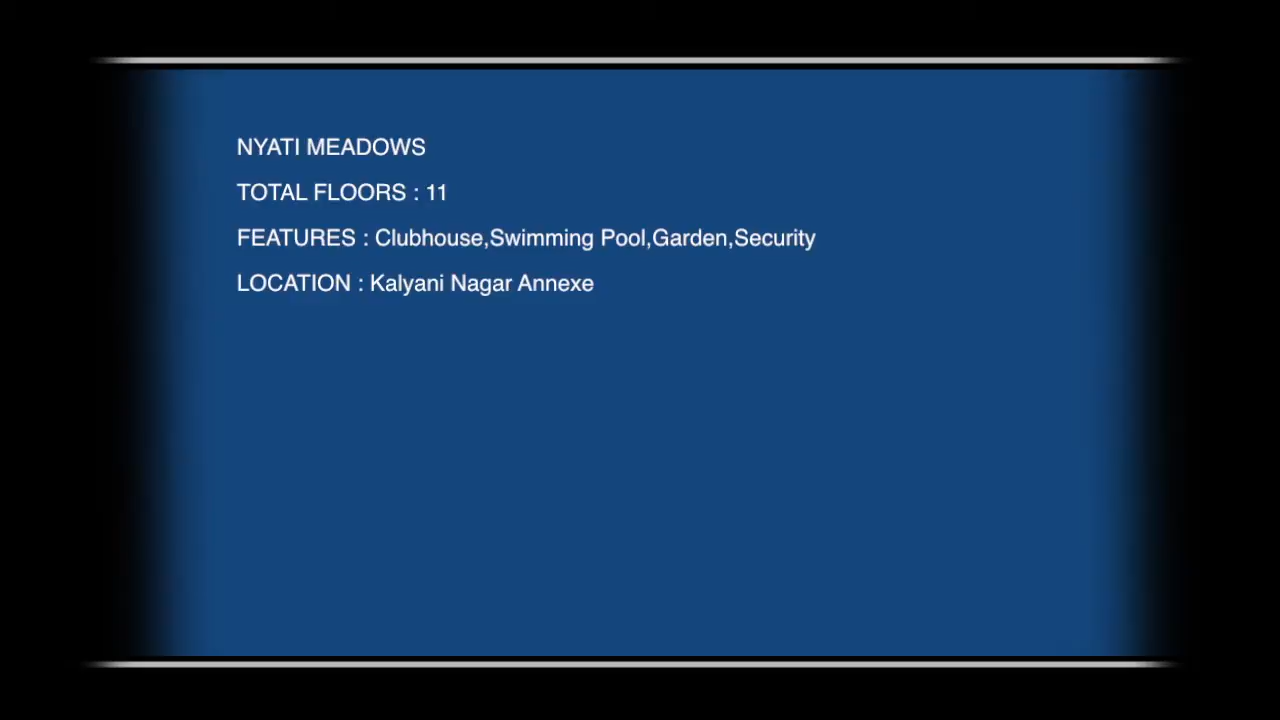 NYATI MEADOWS
TOTAL FLOORS : 11
FEATURES : Clubhouse,Swimming Pool,Garden,Security
LOCATION : Kalyani Nagar Annexe